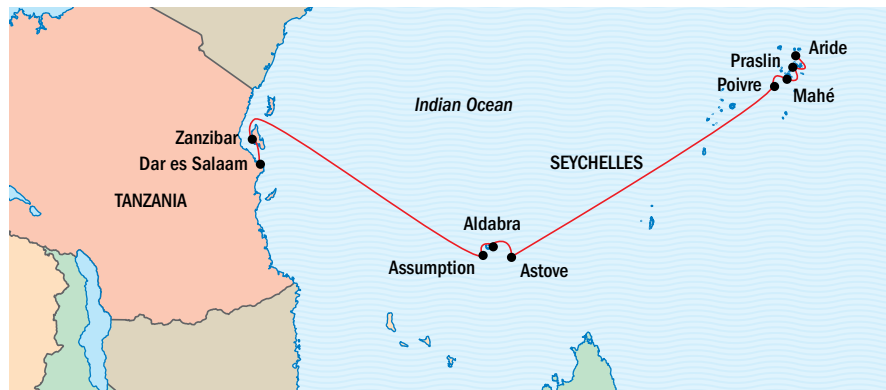 Aride
Praslin
Poivre
Mahé
Indian Ocean
Zanzibar
Dar es Salaam
SEYCHELLES
TANZANIA
Aldabra
Assumption
Astove